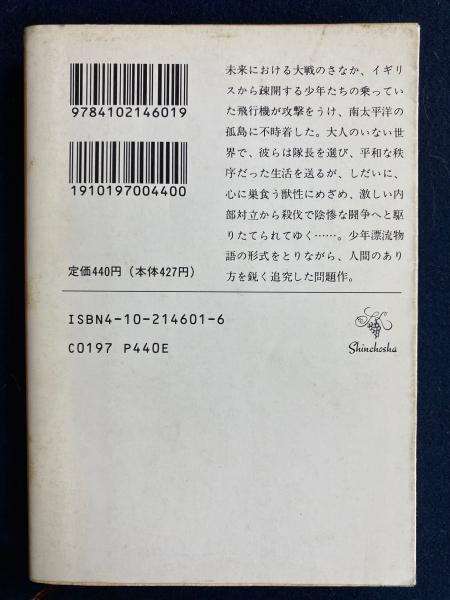 9784102146019
1910197004400
定価440円(本体427円)
未来における大戦のさなか、イギリ
スから疎開する少年たちの乗ってい
た飛行機が攻撃をうけ、南太平洋の
孤島に不時着した。大人のいない世
界で、彼らは隊長を選び、平和な秩
序だった生活を送るが、しだいに、
心に巣食う獣性にめざめ、激しい内
部対立から殺伐で陰惨な闘争へと駆
りたてられてゆく……。少年漂流物
語の形式をとりながら、人間のあり
方を鋭く追究した問題作。
ISBN4-10-214601-6
C0197 P440E
Shinchosha